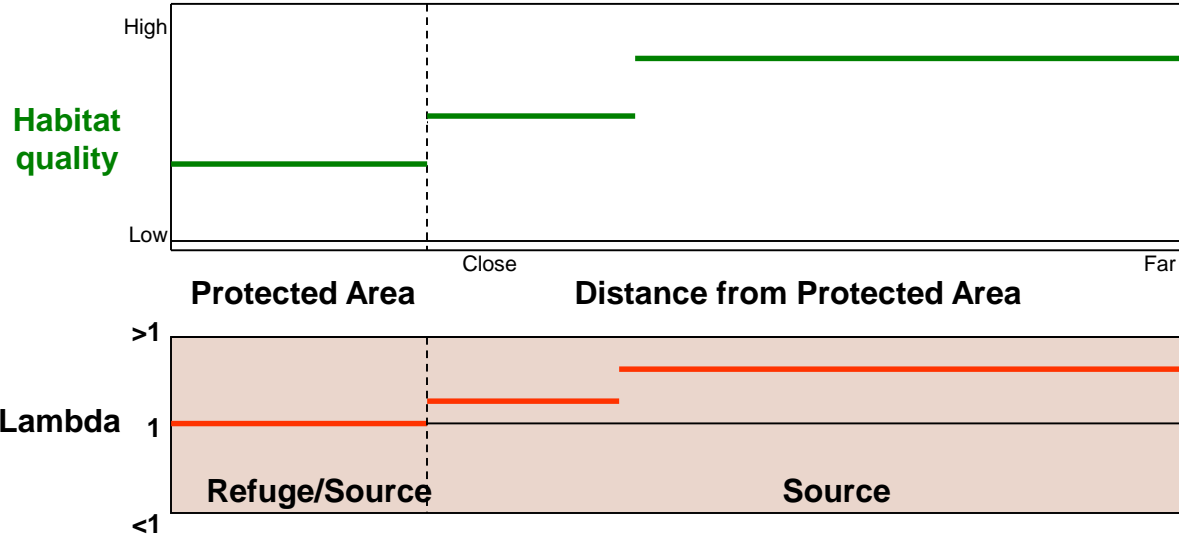 High
Habitat
quality
Low
Close
Far
Protected Area
Distance from Protected Area
>1
Lambda
1
Refuge/Source
Source
<1